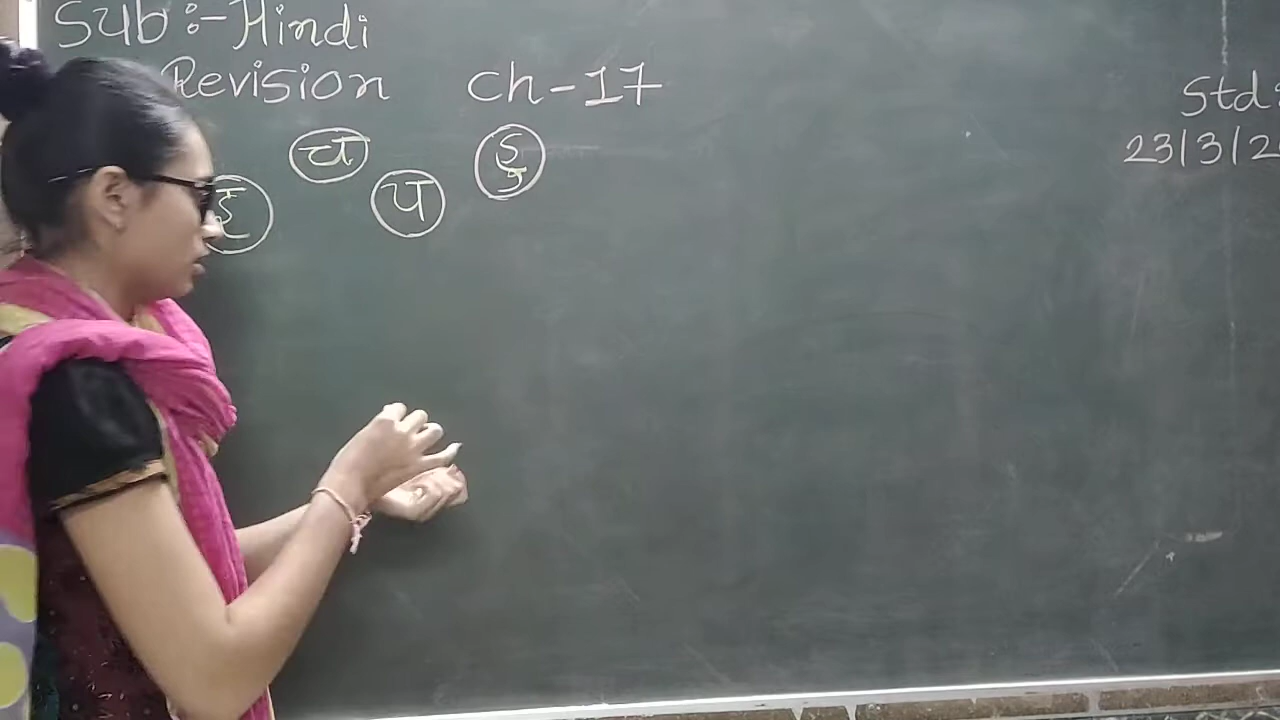 Sub :- Hindi
Revision ch-17
Std:
23/3/2
च ह
इ प